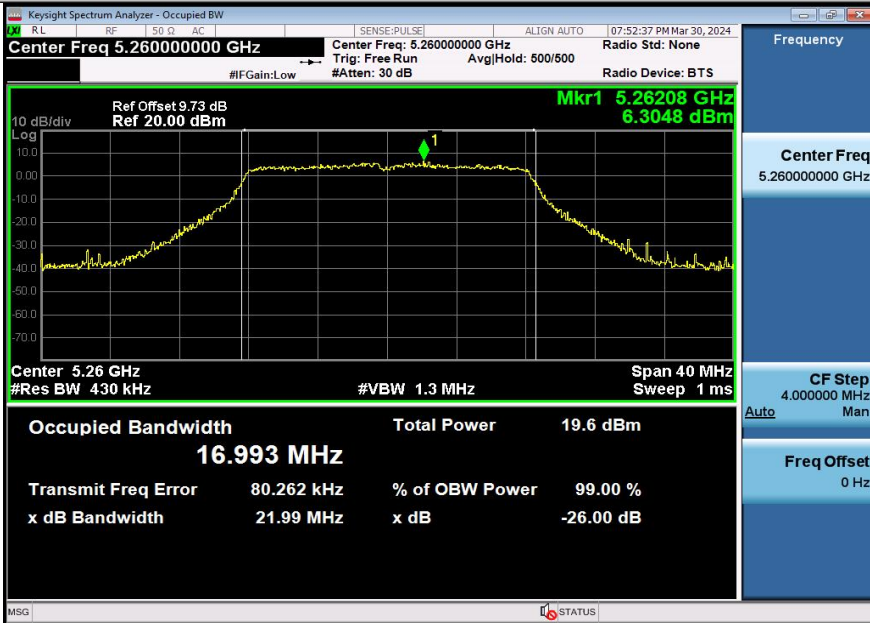 Keysight Spectrum Analyzer - Occupied BW
LXI RL RF 50 Ω AC SENSE:PULSE ALIGN AUTO 07:52:37 PM Mar 30, 2024
Center Freq 5.260000000 GHz Center Freq: 5.260000000 GHz Radio Std: None
Trig: Free Run Avg|Hold: 500/500
#IFGain:Low #Atten: 30 dB Radio Device: BTS
Frequency
Ref Offset 9.73 dB Mkr1 5.26208 GHz
10 dB/div Ref 20.00 dBm 6.3048 dBm
Log
1
10.0
0.00
-10.0
-20.0
-30.0
-40.0
-50.0
-60.0
-70.0
Center Freq
5.260000000 GHz
Center 5.26 GHz Span 40 MHz
#Res BW 430 kHz #VBW 1.3 MHz Sweep 1 ms
CF Step
4.000000 MHz
Auto Man
Occupied Bandwidth Total Power 19.6 dBm
16.993 MHz
Transmit Freq Error 80.262 kHz % of OBW Power 99.00 %
x dB Bandwidth 21.99 MHz x dB -26.00 dB
Freq Offset
0 Hz
MSG STATUS